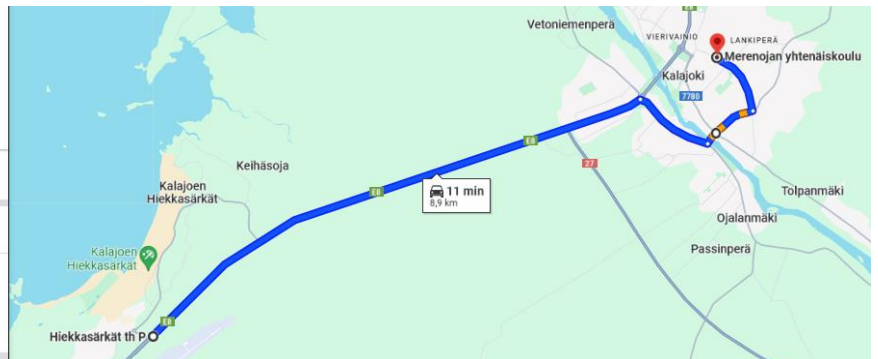 Vetoniemenperä
E8
VIERIVAINIO
LANKIPERÄ
Merenojan yhtenäiskoulu
Kalajoki
7780
E8
27
Keihäsoja
Kalajoen
Hiekkasärkät
E8
11 min
8,9 km
Tolpanmäki
Ojalanmäki
Passinperä
Kalajoen
Hiekkasärkät
E8
Hiekkasärkät th P